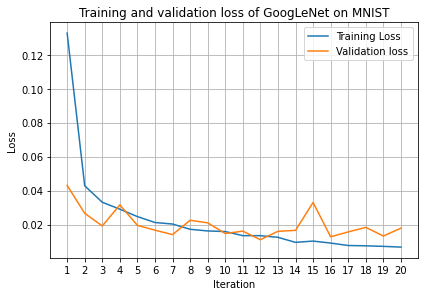 Training and validation loss of GoogLeNet on MNIST
Training Loss
Validation loss
0.12
0.10
0.08
0.06
0.04
0.02
Loss
1 2 3 4 5 6 7 8 9 10 11 12 13 14 15 16 17 18 19 20
Iteration